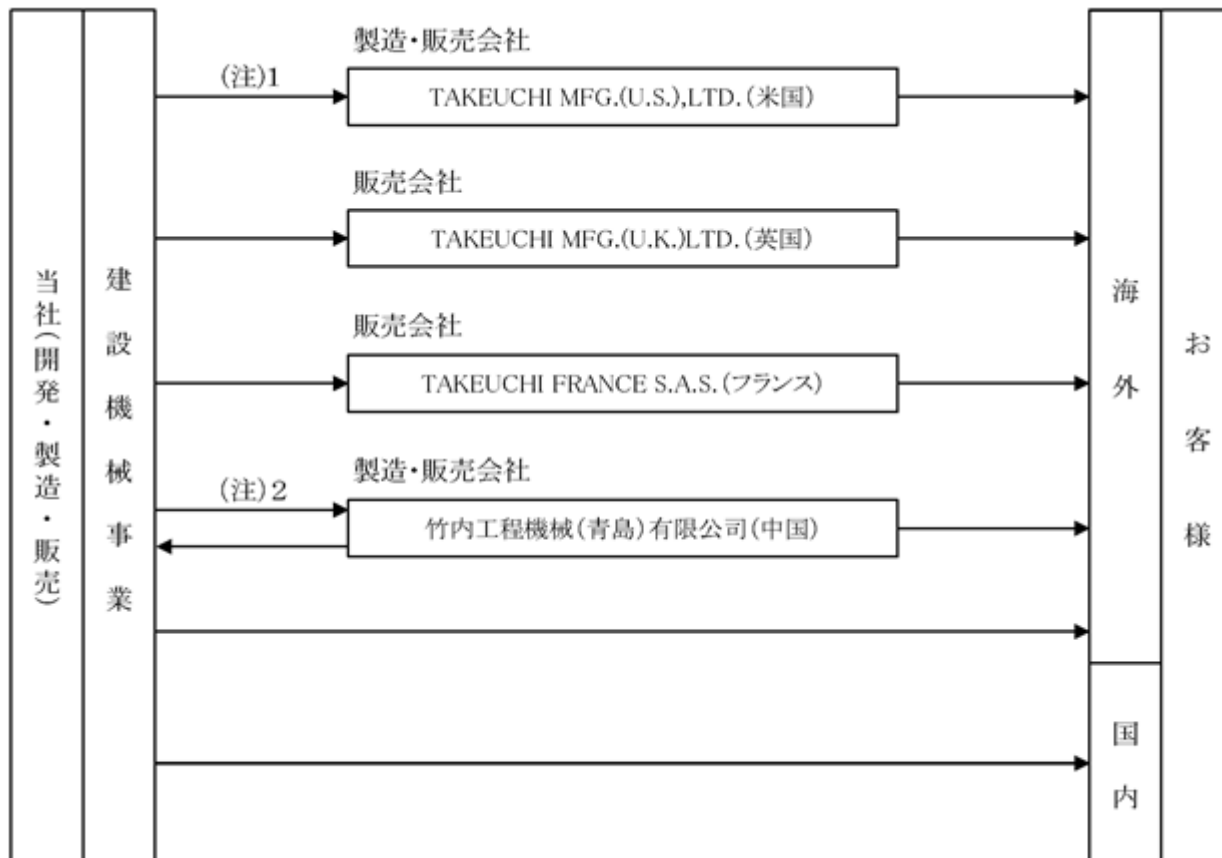 当社(開発・製造・販売)
建設機械事業
製造・販売会社
(注)1
TAKEUCHI MFG.(U.S.),LTD.(米国)
販売会社
TAKEUCHI MFG.(U.K.)LTD.(英国)
販売会社
TAKEUCHI FRANCE S.A.S.(フランス)
製造・販売会社
(注)2
竹内工程機械(青島)有限公司(中国)
海外
国内
お客様